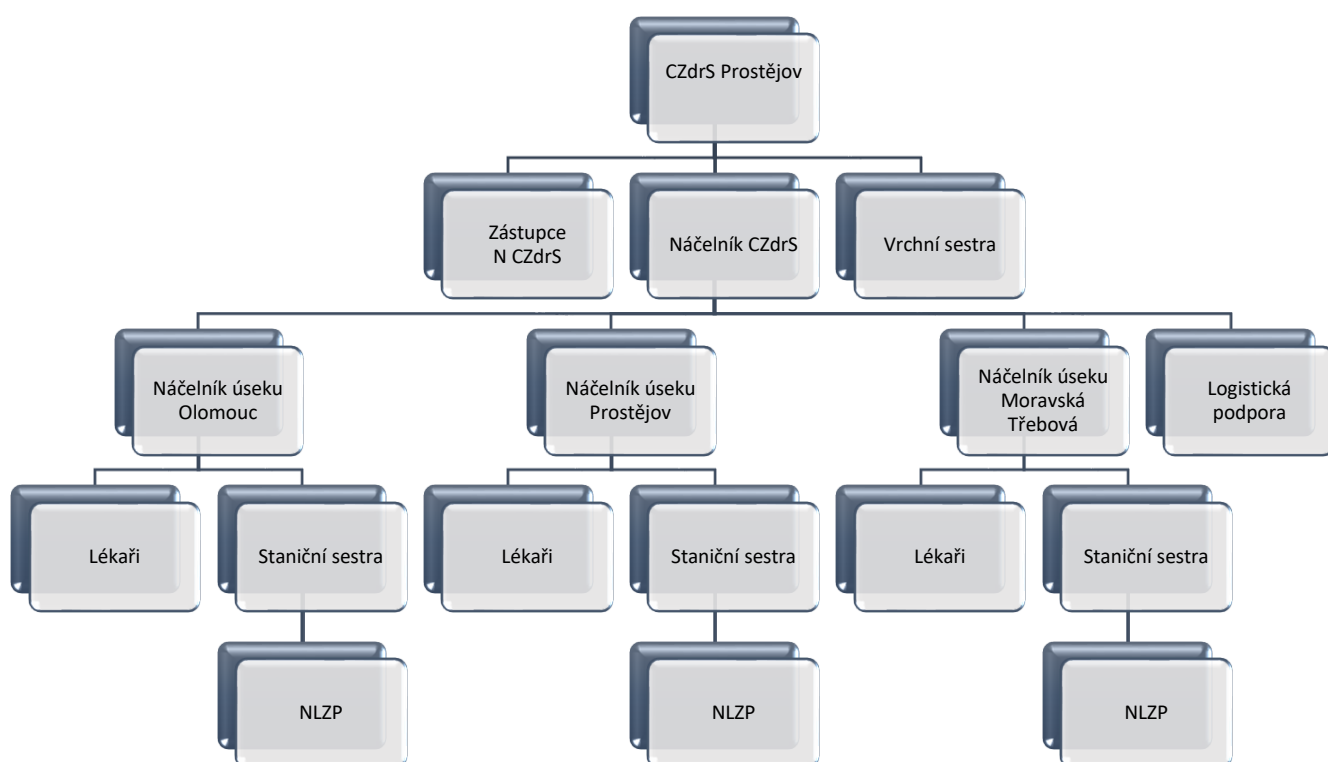 CZdrS Prostějov
Zástupce
N CZdrS
Náčelník CZdrS
Vrchní sestra
Náčelník úseku
Olomouc
Náčelník úseku
Prostějov
Náčelník úseku
Moravská
Třebová
Logistická
podpora
Lékaři
Staniční sestra
Lékaři
Staniční sestra
Lékaři
Staniční sestra
NLZP
NLZP
NLZP